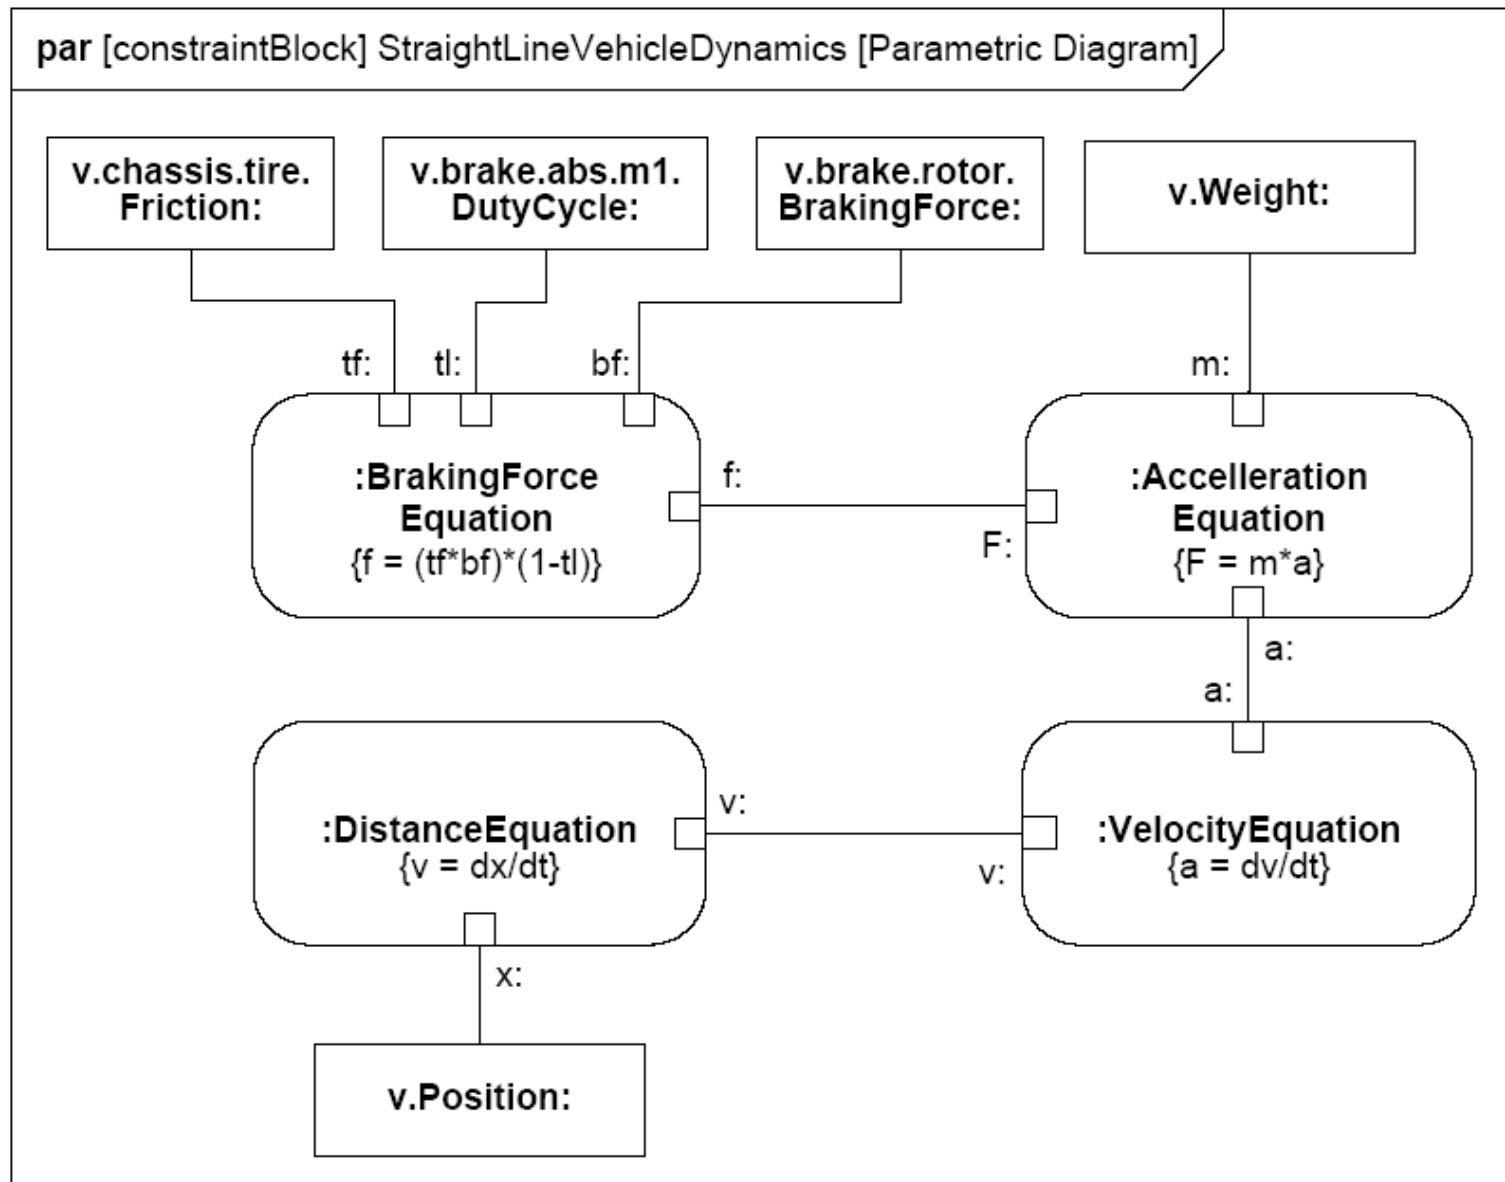 par [constraintBlock] StraightLineVehicleDynamics [Parametric Diagram]
v.chassis.tire.
Friction:
v.brake.abs.m1.
DutyCycle:
v.brake.rotor.
BrakingForce:
v.Weight:
tf:
tl:
bf:
m:
:BrakingForce
Equation
{f = (tf*bf)*(1-tl)}
f:
F:
:Accelleration
Equation
{F = m*a}
a:
a:
:DistanceEquation
{v = dx/dt}
v:
v:
:VelocityEquation
{a = dv/dt}
x:
v.Position: